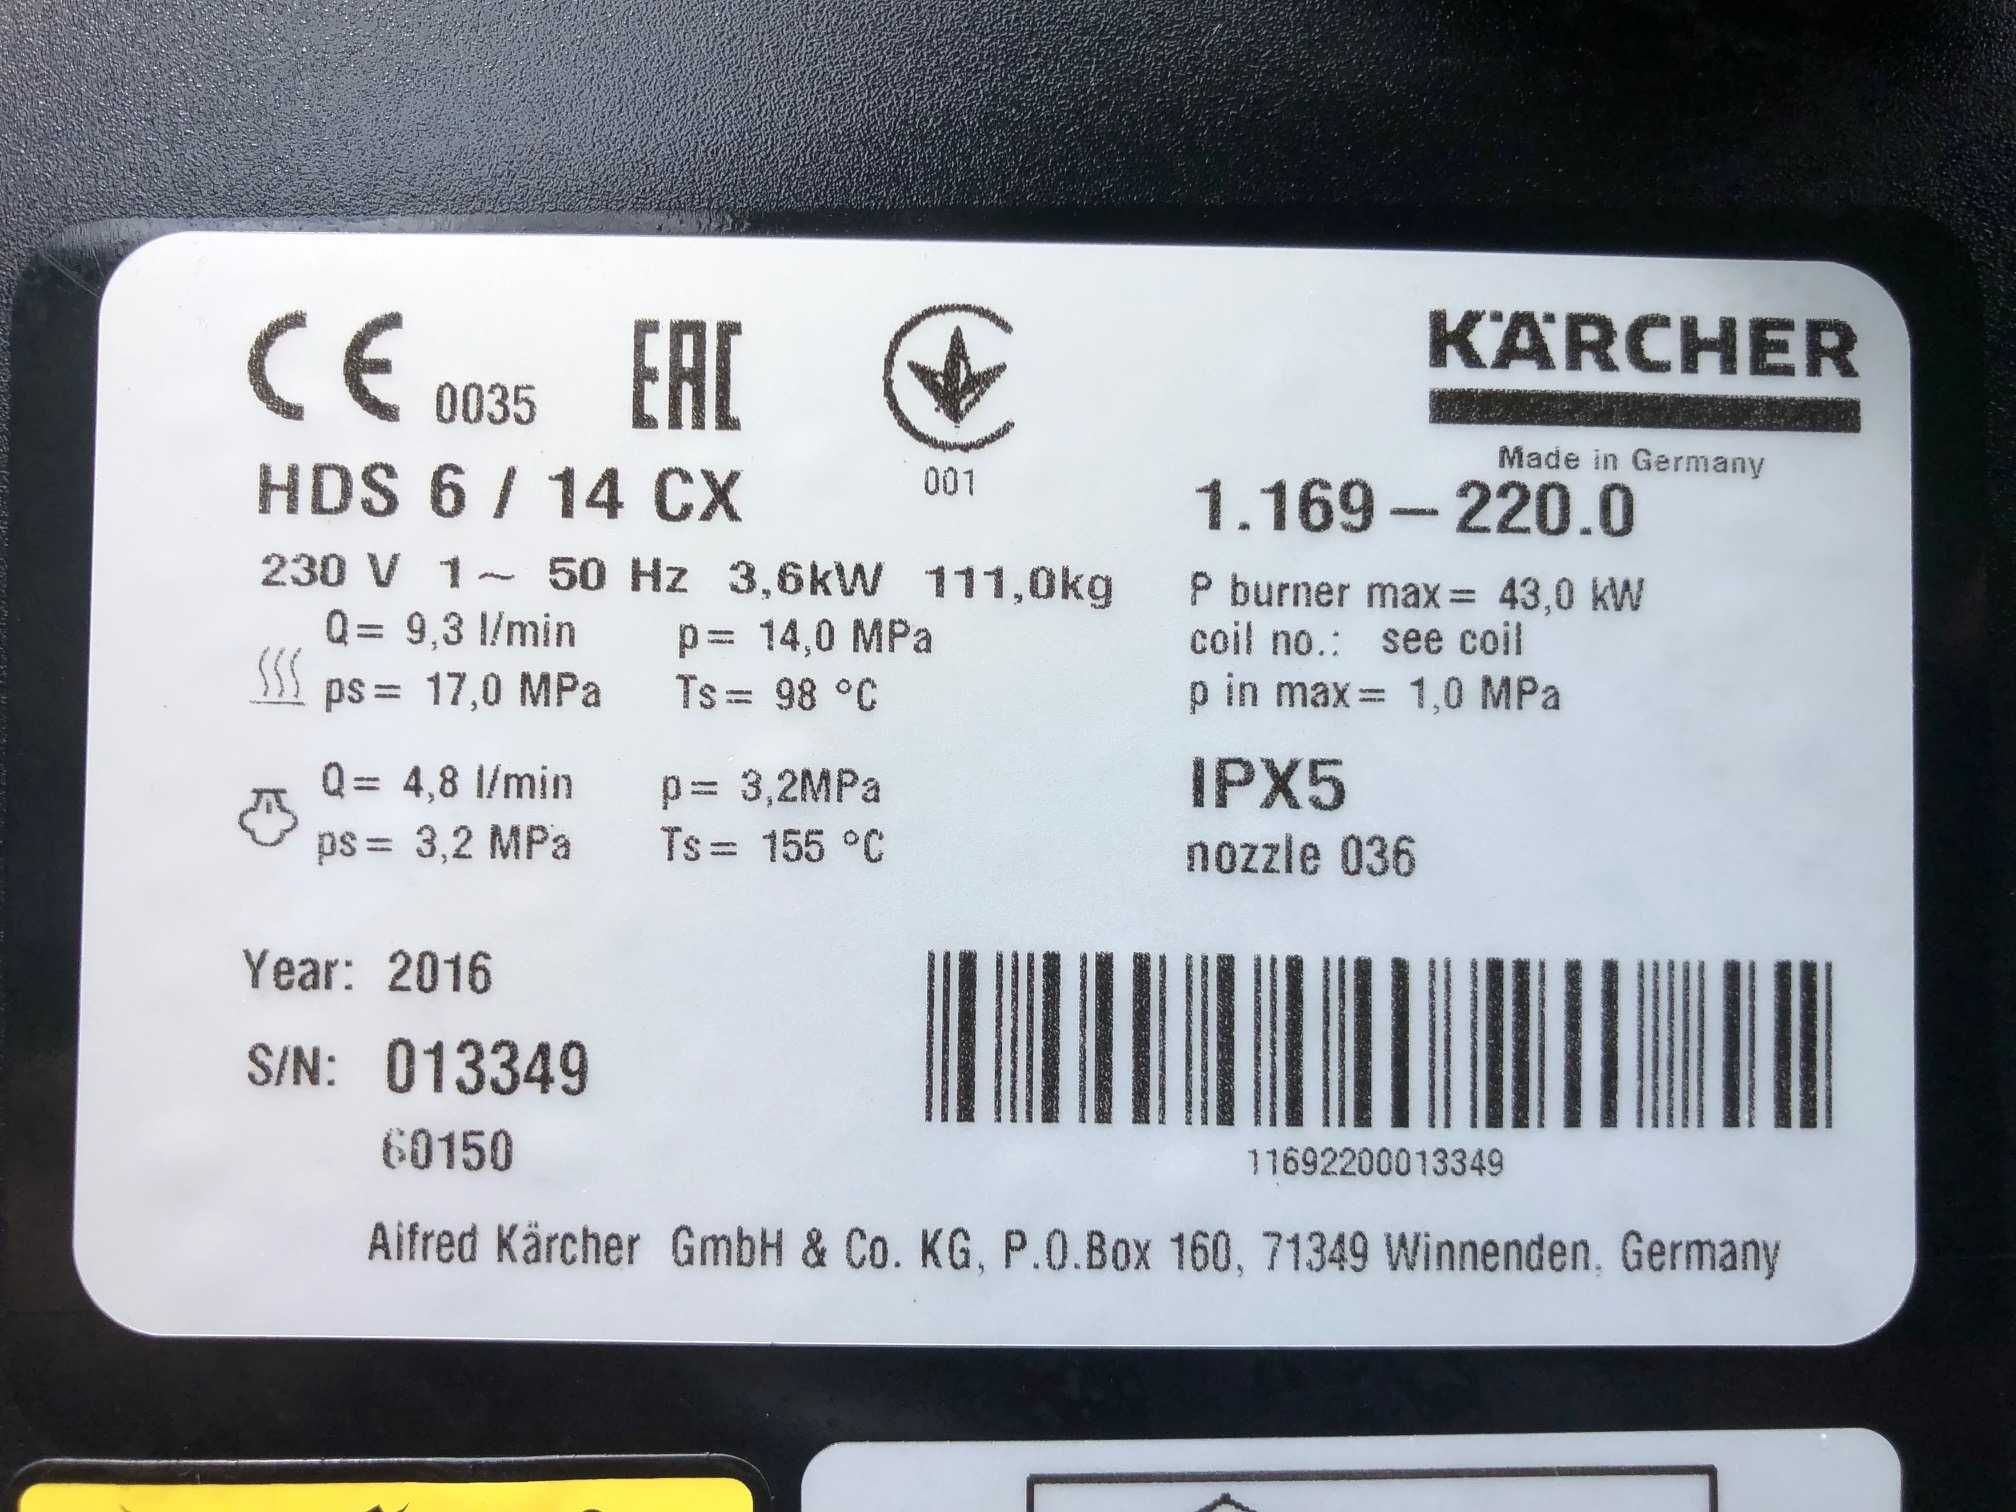 CE 0035 EAC 001
KÄRCHER
Made in Germany
HDS 6 / 14 CX
1.169-220.0
230 V 1~ 50 Hz 3,6kW 111,0kg
Q= 9,3 l/min p= 14,0 MPa
ps= 17,0 MPa Ts= 98 °C
P burner max= 43,0 kW
coil no.: see coil
p in max= 1,0 MPa
Q= 4,8 l/min p= 3,2MPa
ps= 3,2 MPa Ts= 155 °C
IPX5
nozzle 036
Year: 2016
S/N: 013349
60150
11692200013349
Alfred Kärcher GmbH & Co. KG, P.O.Box 160, 71349 Winnenden, Germany